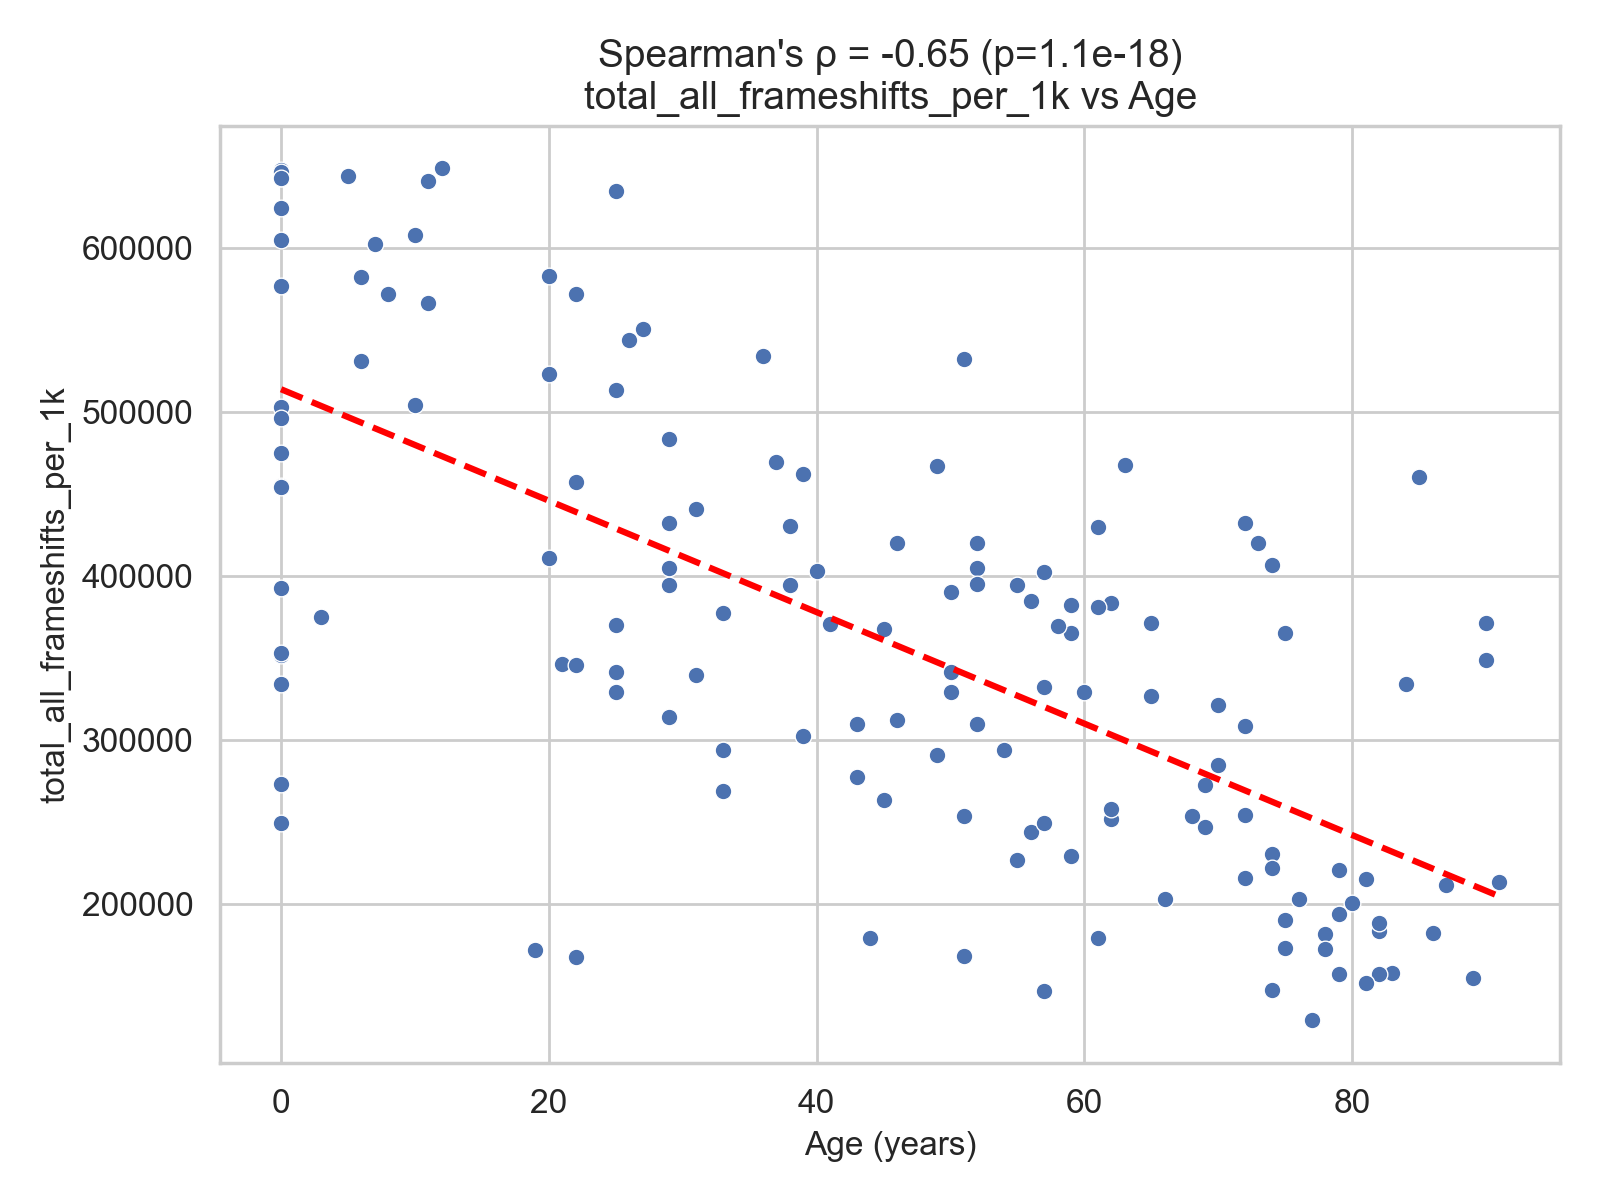 Spearman's ρ = -0.65 (p=1.1e-18)
total_all_frameshifts_per_1k vs Age
total_all_frameshifts_per_1k
600000
500000
400000
300000
200000
0
20
40
60
80
Age (years)